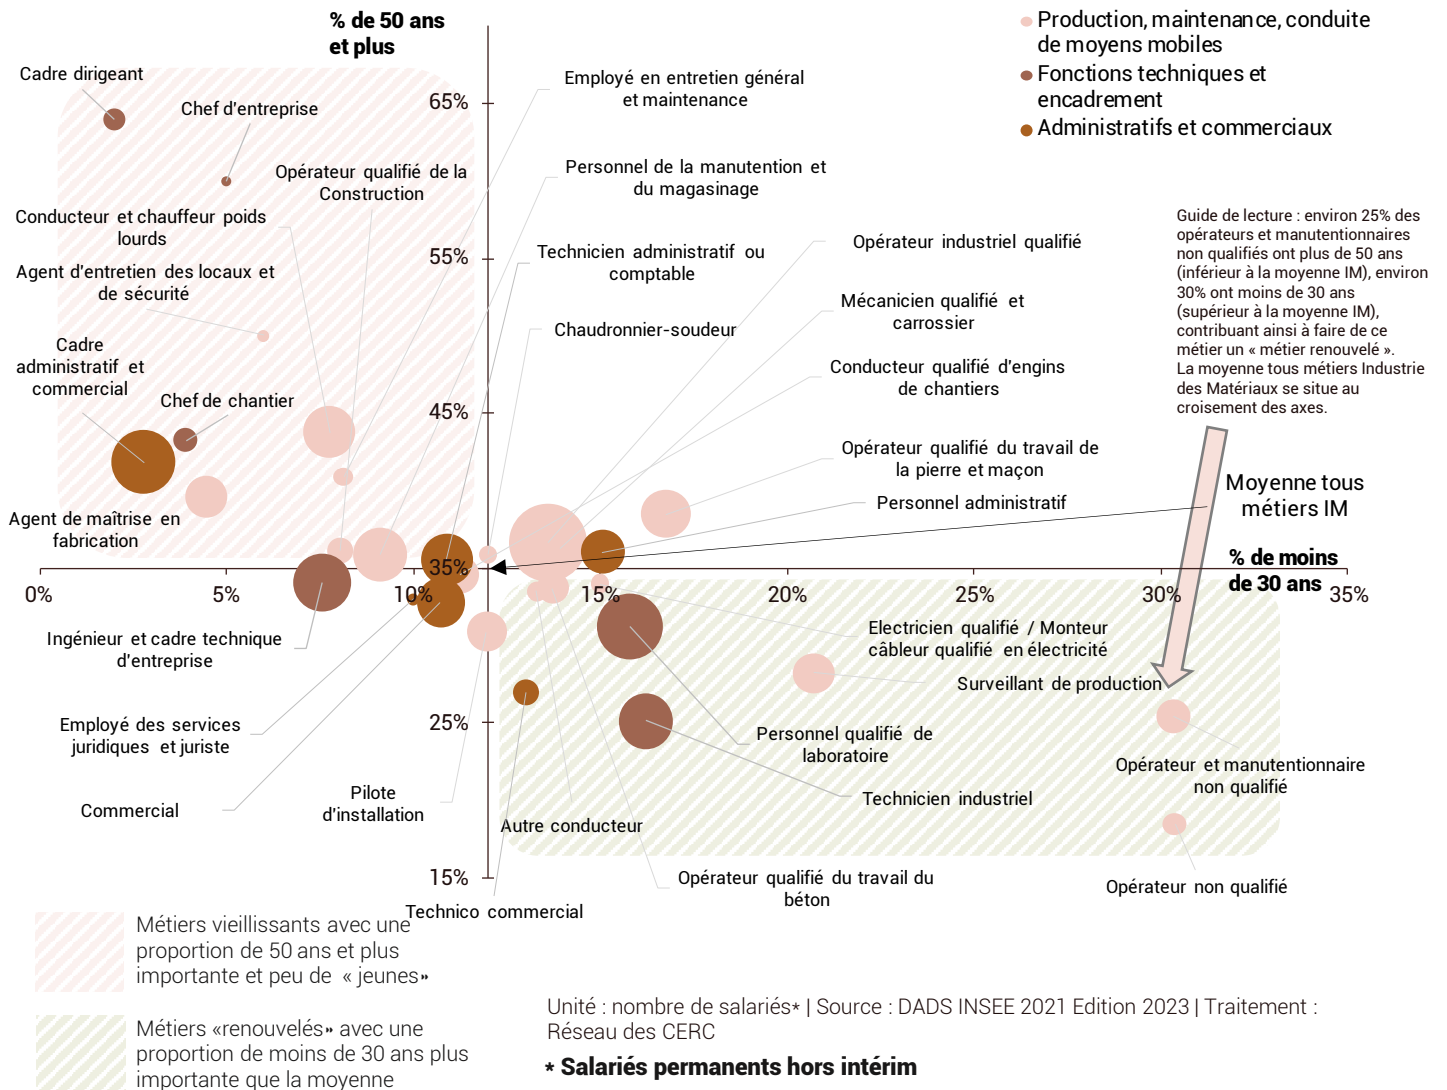 % de 50 ans
et plus
Production, maintenance, conduite
de moyens mobiles
Fonctions techniques et
encadrement
Administratifs et commerciaux
Cadre dirigeant
Chef d'entreprise
Opérateur qualifié de la
Construction
Conducteur et chauffeur poids
lourds
Agent d'entretien des locaux et
de sécurité
Cadre
administratif et
commercial
Chef de chantier
Agent de maîtrise en
fabrication
65%
55%
45%
35%
25%
15%
Employé en entretien général
et maintenance
Personnel de la manutention et
du magasinage
Technicien administratif ou
comptable
Chaudronnier-soudeur
Opérateur industriel qualifié
Mécanicien qualifié et
carrossier
Conducteur qualifié d'engins
de chantiers
Opérateur qualifié du travail de
la pierre et maçon
Personnel administratif
Guide de lecture : environ 25% des
opérateurs et manutentionnaires
non qualifiés ont plus de 50 ans
(inférieur à la moyenne IM), environ
30% ont moins de 30 ans
(supérieur à la moyenne IM),
contribuant ainsi à faire de ce
métier un « métier renouvelé ».
La moyenne tous métiers Industrie
des Matériaux se situe au
croisement des axes.
Moyenne tous
métiers IM
% de moins
de 30 ans
0%
5%
10%
15%
20%
25%
30%
35%
Ingénieur et cadre technique
d'entreprise
Employé des services
juridiques et juriste
Commercial
Pilote
d'installation
Electricien qualifié / Monteur
câbleur qualifié en électricité
Surveillant de production
Personnel qualifié de
laboratoire
Technicien industriel
Opérateur et manutentionnaire
non qualifié
Autre conducteur
Opérateur qualifié du travail du
béton
Opérateur non qualifié
Technico commercial
Métiers vieillissants avec une
proportion de 50 ans et plus
importante et peu de « jeunes»
Métiers «renouvelés» avec une
proportion de moins de 30 ans plus
importante que la moyenne
Unité : nombre de salariés* | Source : DADS INSEE 2021 Edition 2023 | Traitement :
Réseau des CERC
* Salariés permanents hors intérim